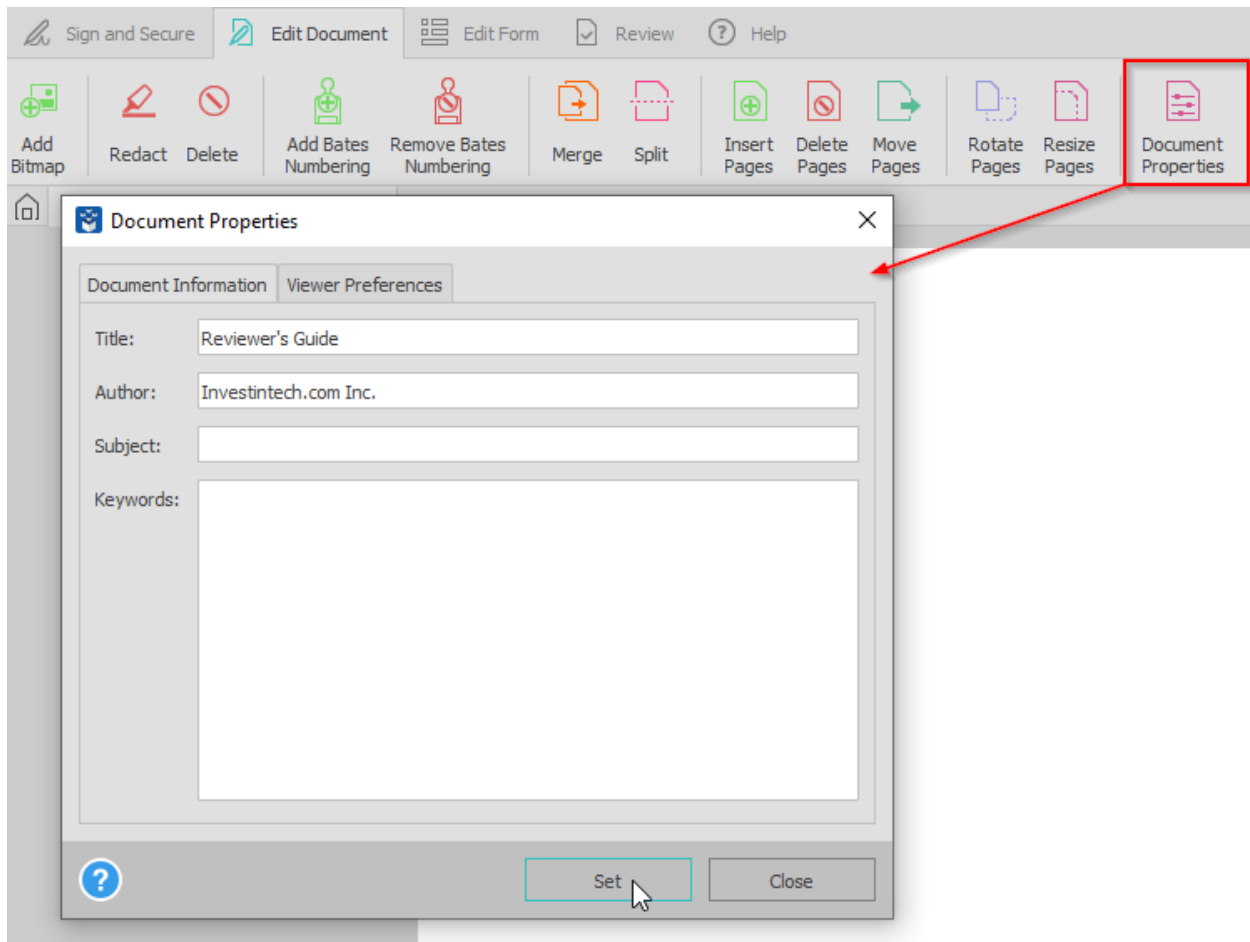 Sign and Secure Edit Document Edit Form Review ? Help
Add Bitmap Redact Delete Add Bates Numbering Remove Bates Numbering Merge Split Insert Pages Delete Pages Move Pages Rotate Pages Resize Pages Document Properties
Document Properties
Document Information Viewer Preferences
Title: Reviewer's Guide
Author: Investintech.com Inc.
Subject:
Keywords:
? Set Close